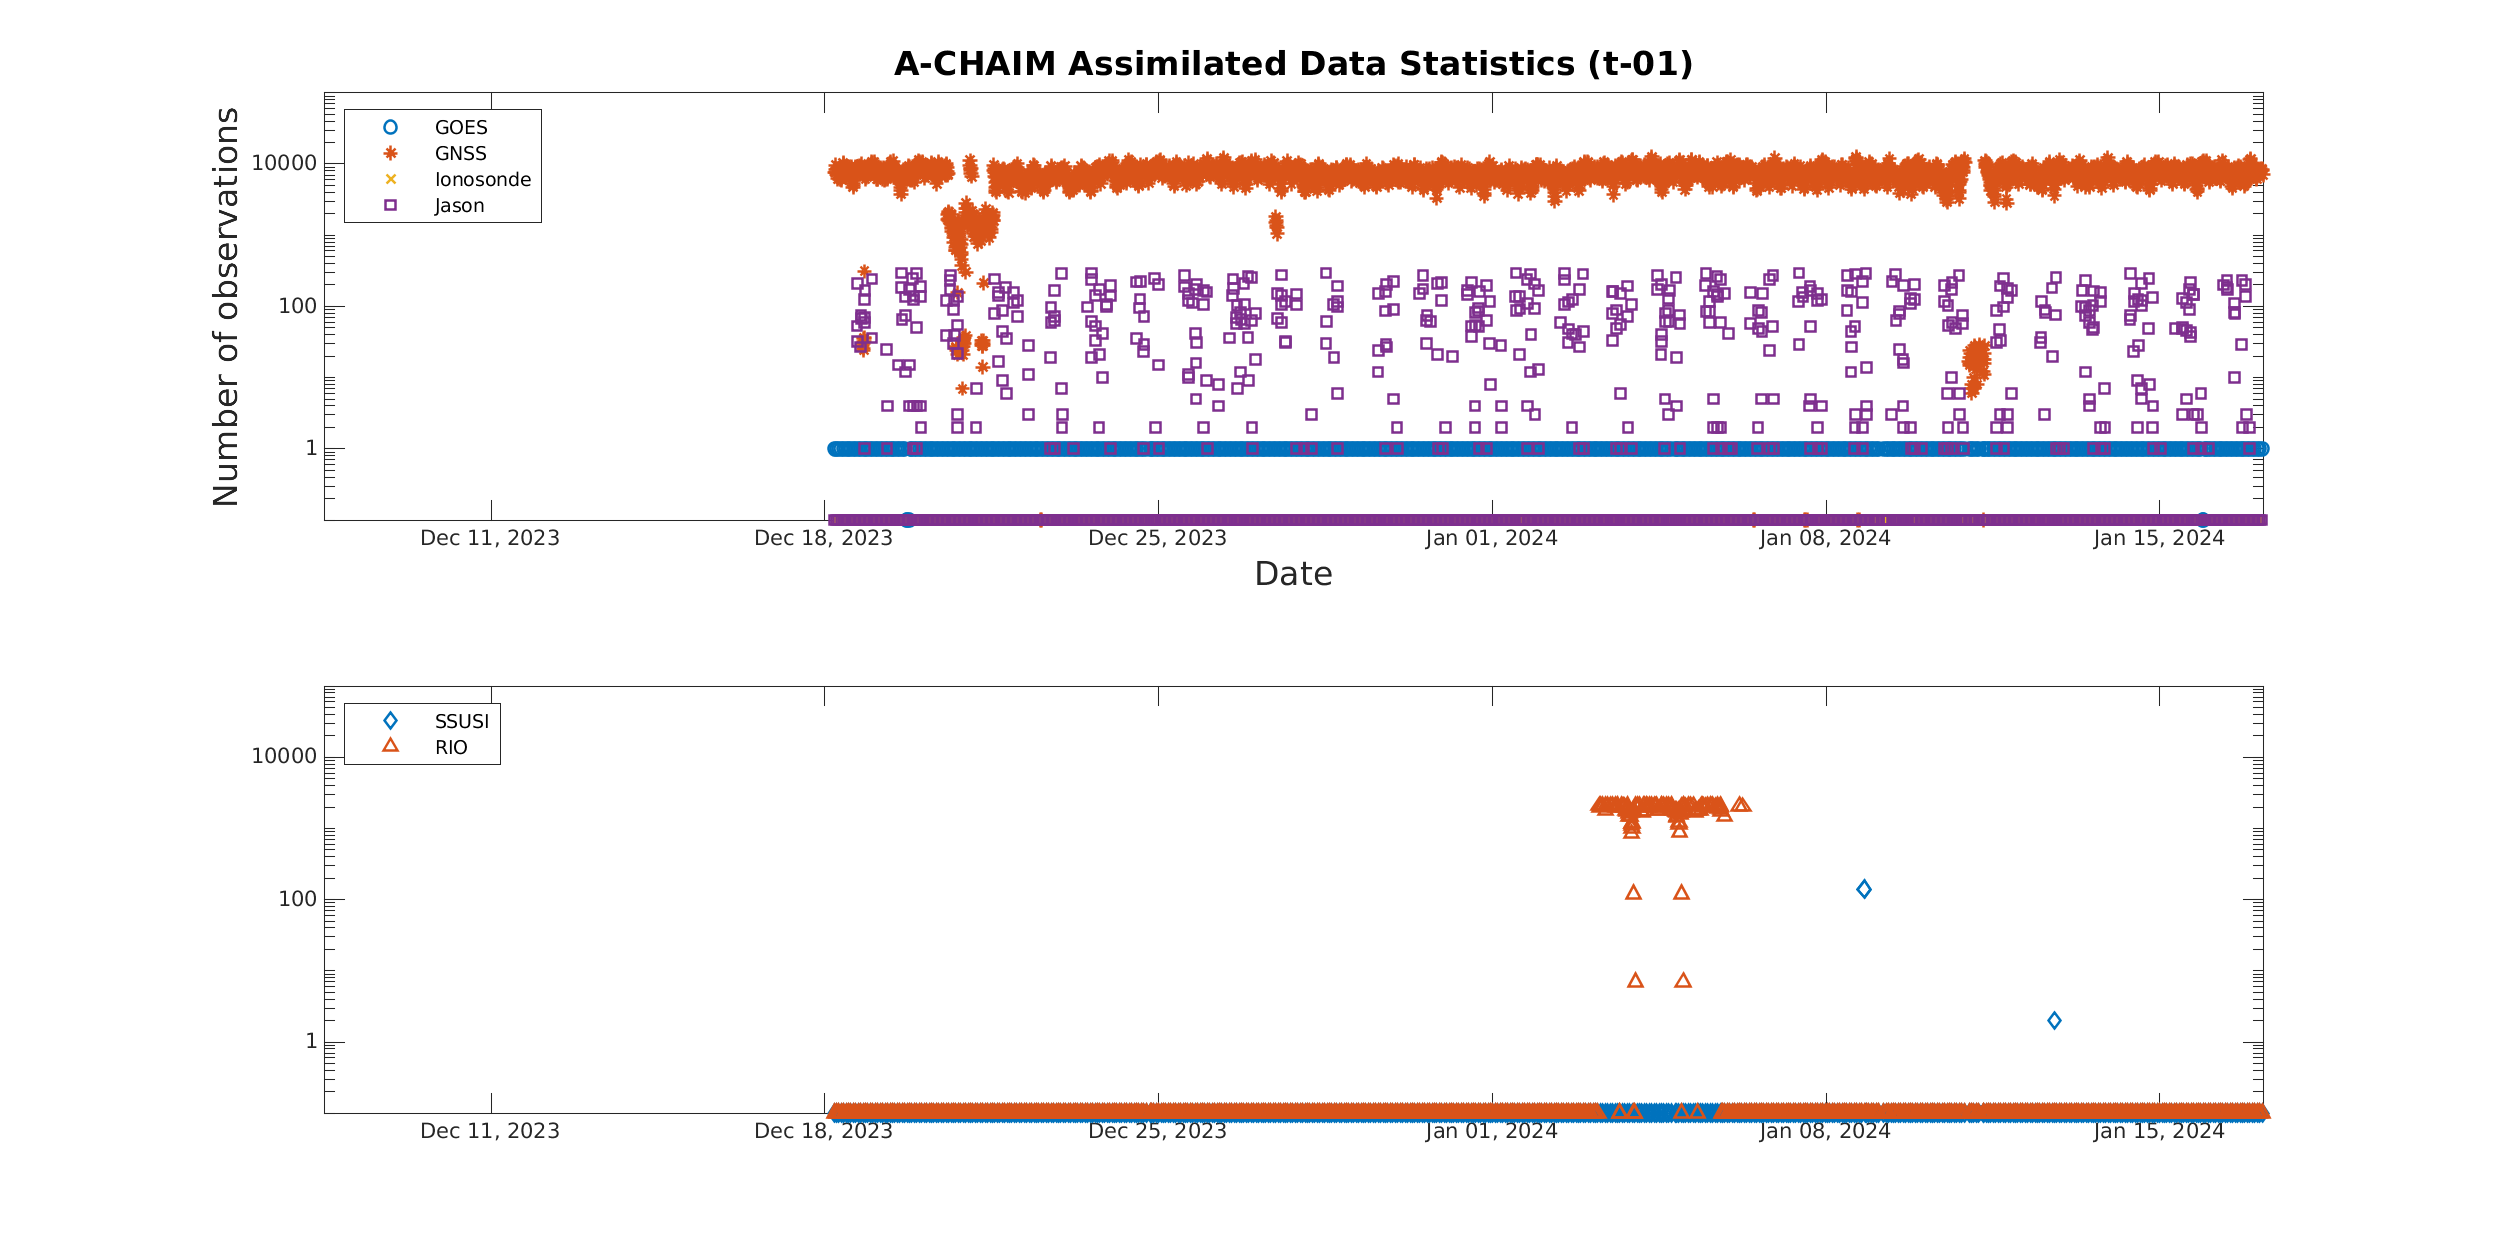 A-CHAIM Assimilated Data Statistics (t-01)
Number of observations
10000
100
1
GOES
GNSS
Ionosonde
Jason
Dec 11, 2023
Dec 18, 2023
Dec 25, 2023
Jan 01, 2024
Jan 08, 2024
Jan 15, 2024
Date
10000
100
1
SSUSI
RIO
Dec 11, 2023
Dec 18, 2023
Dec 25, 2023
Jan 01, 2024
Jan 08, 2024
Jan 15, 2024